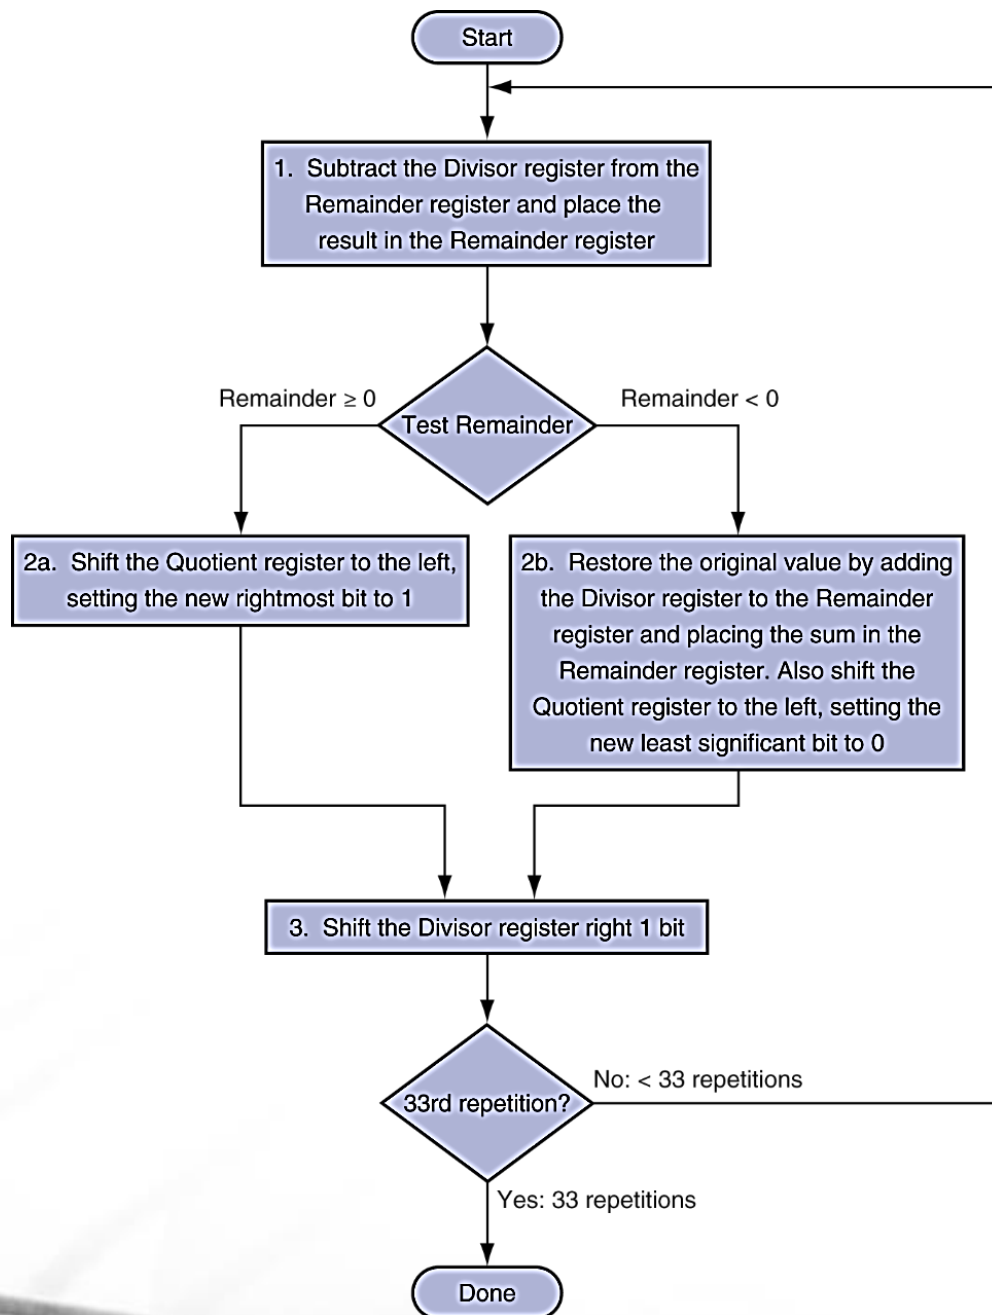 Start
1. Subtract the Divisor register from the
Remainder register and place the
result in the Remainder register
Remainder ≥ 0
Remainder < 0
Test Remainder
2a. Shift the Quotient register to the left,
setting the new rightmost bit to 1
2b. Restore the original value by adding
the Divisor register to the Remainder
register and placing the sum in the
Remainder register. Also shift the
Quotient register to the left, setting the
new least significant bit to 0
3. Shift the Divisor register right 1 bit
No: < 33 repetitions
33rd repetition?
Yes: 33 repetitions
Done